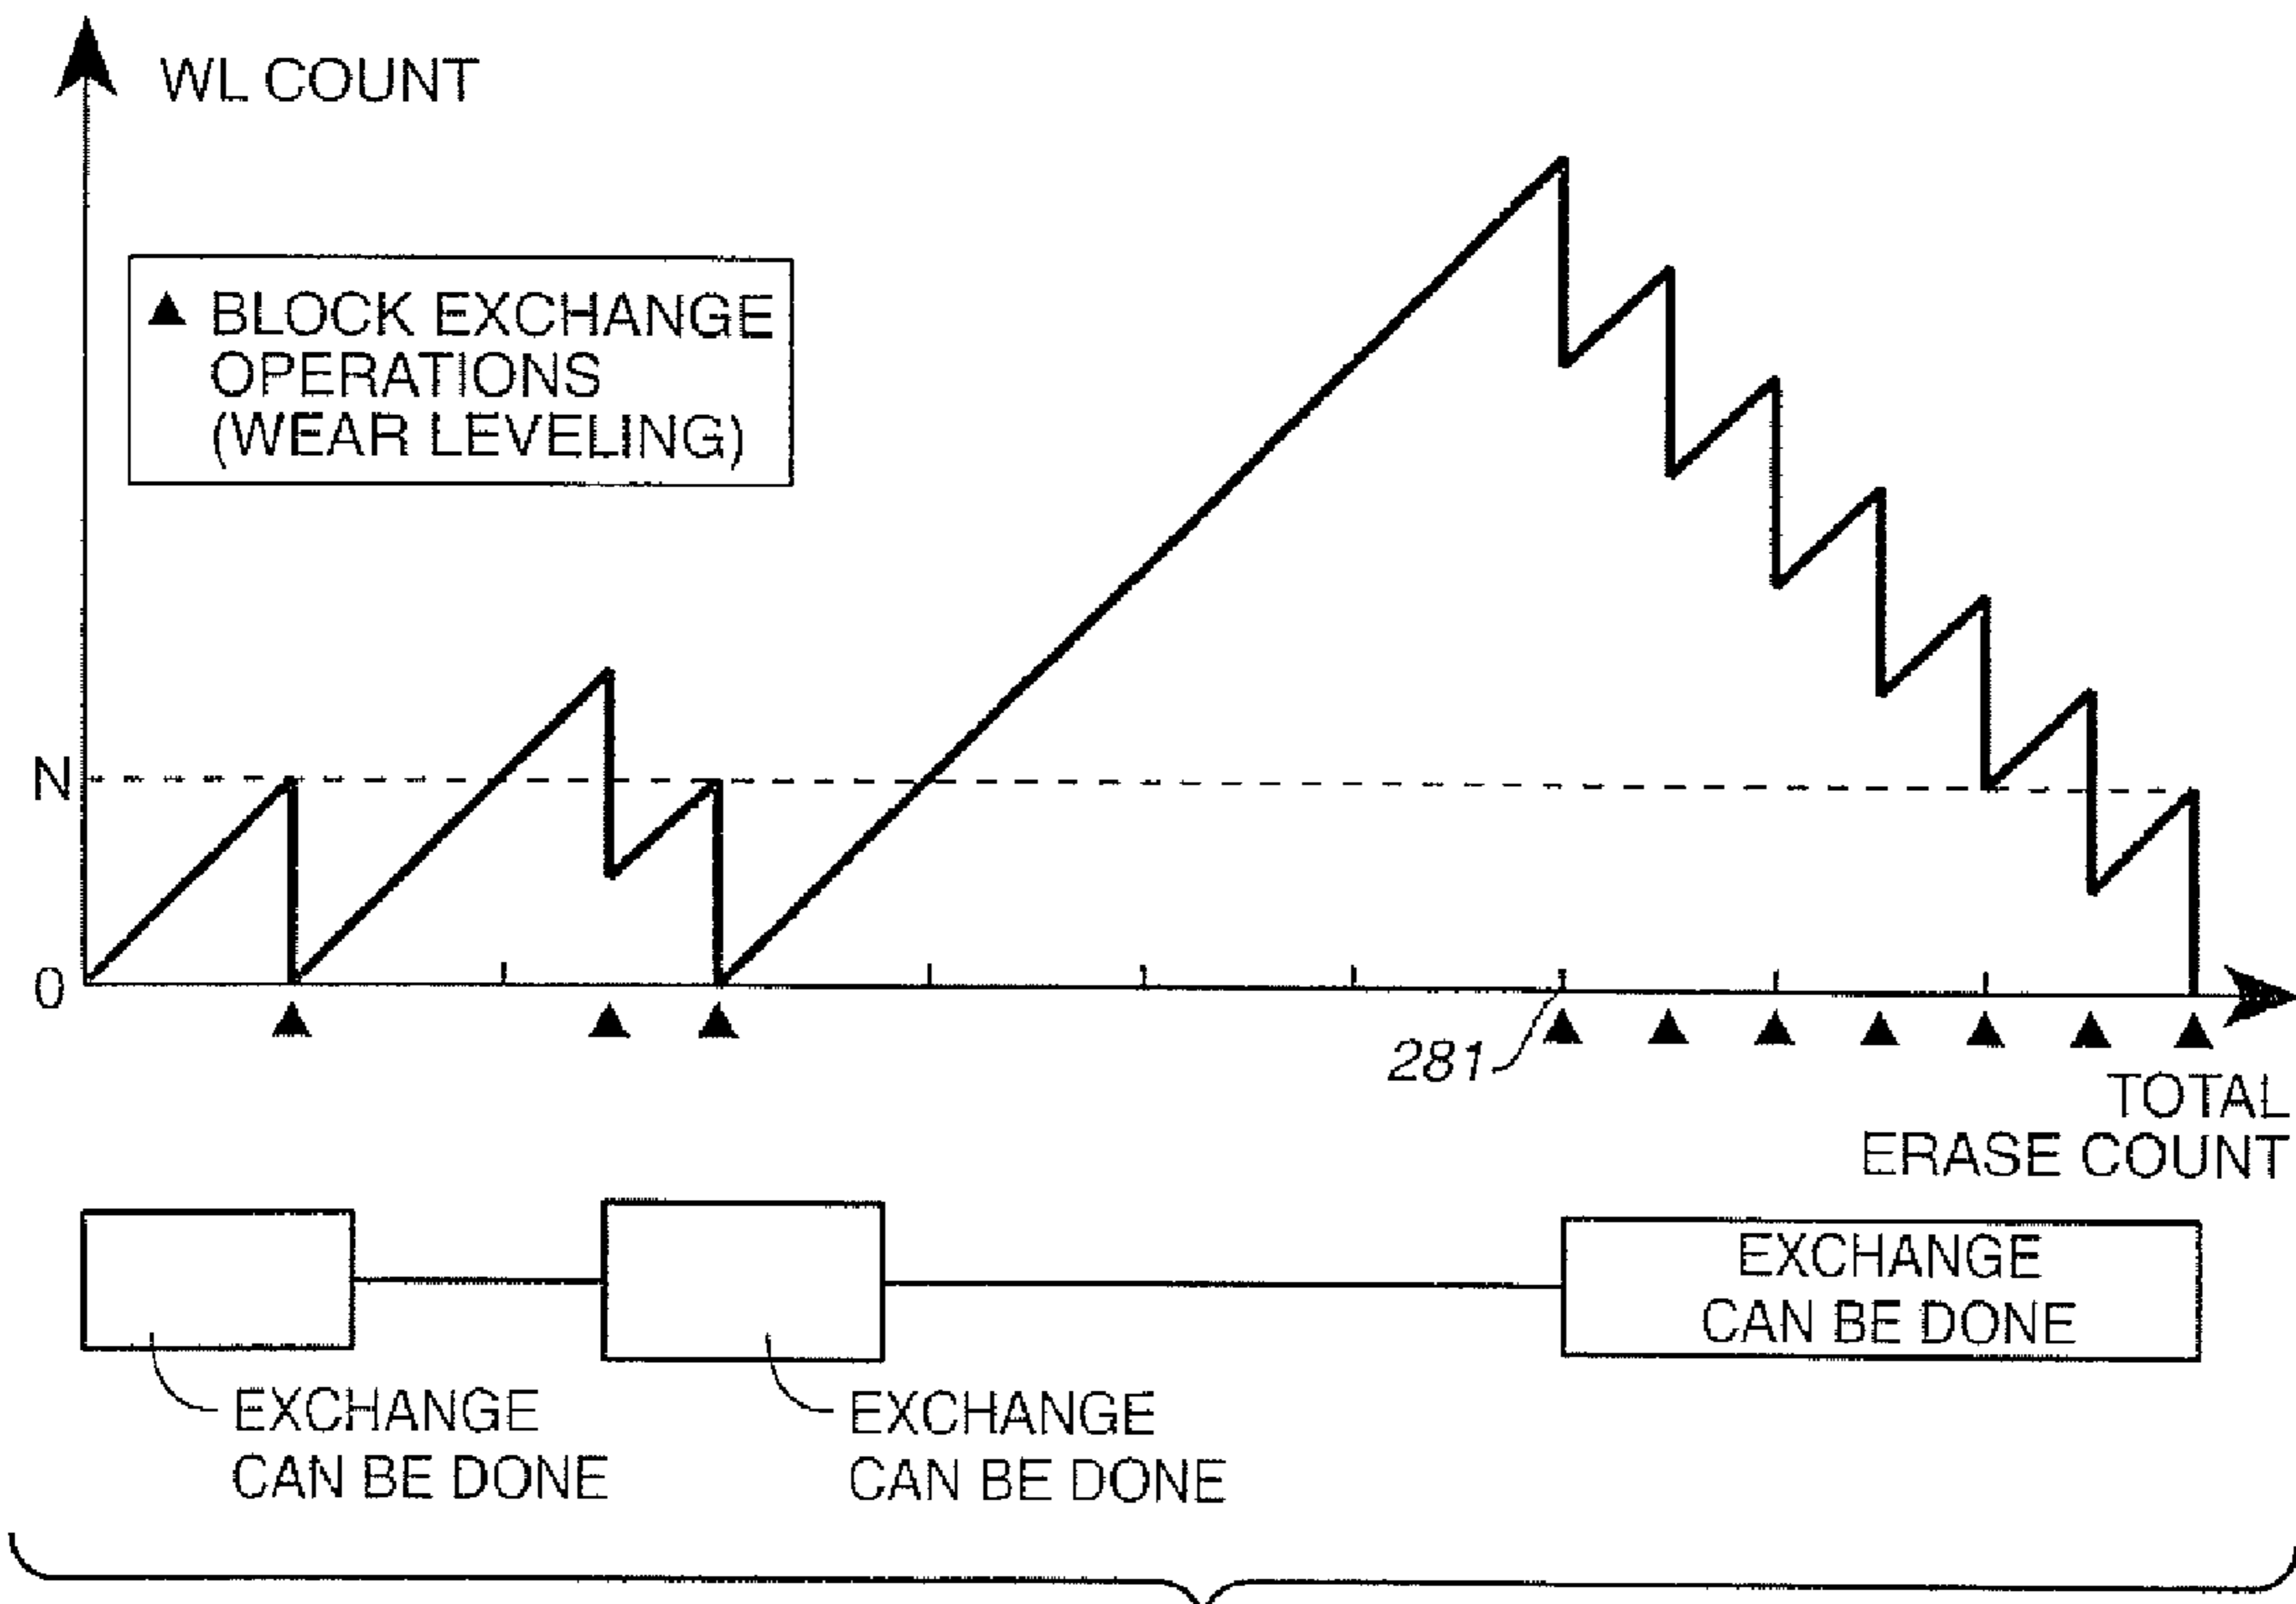 WL COUNT
▲ BLOCK EXCHANGE
OPERATIONS
(WEAR LEVELING)
N
0
281
TOTAL
ERASE COUNT
EXCHANGE
CAN BE DONE
EXCHANGE
CAN BE DONE
EXCHANGE
CAN BE DONE